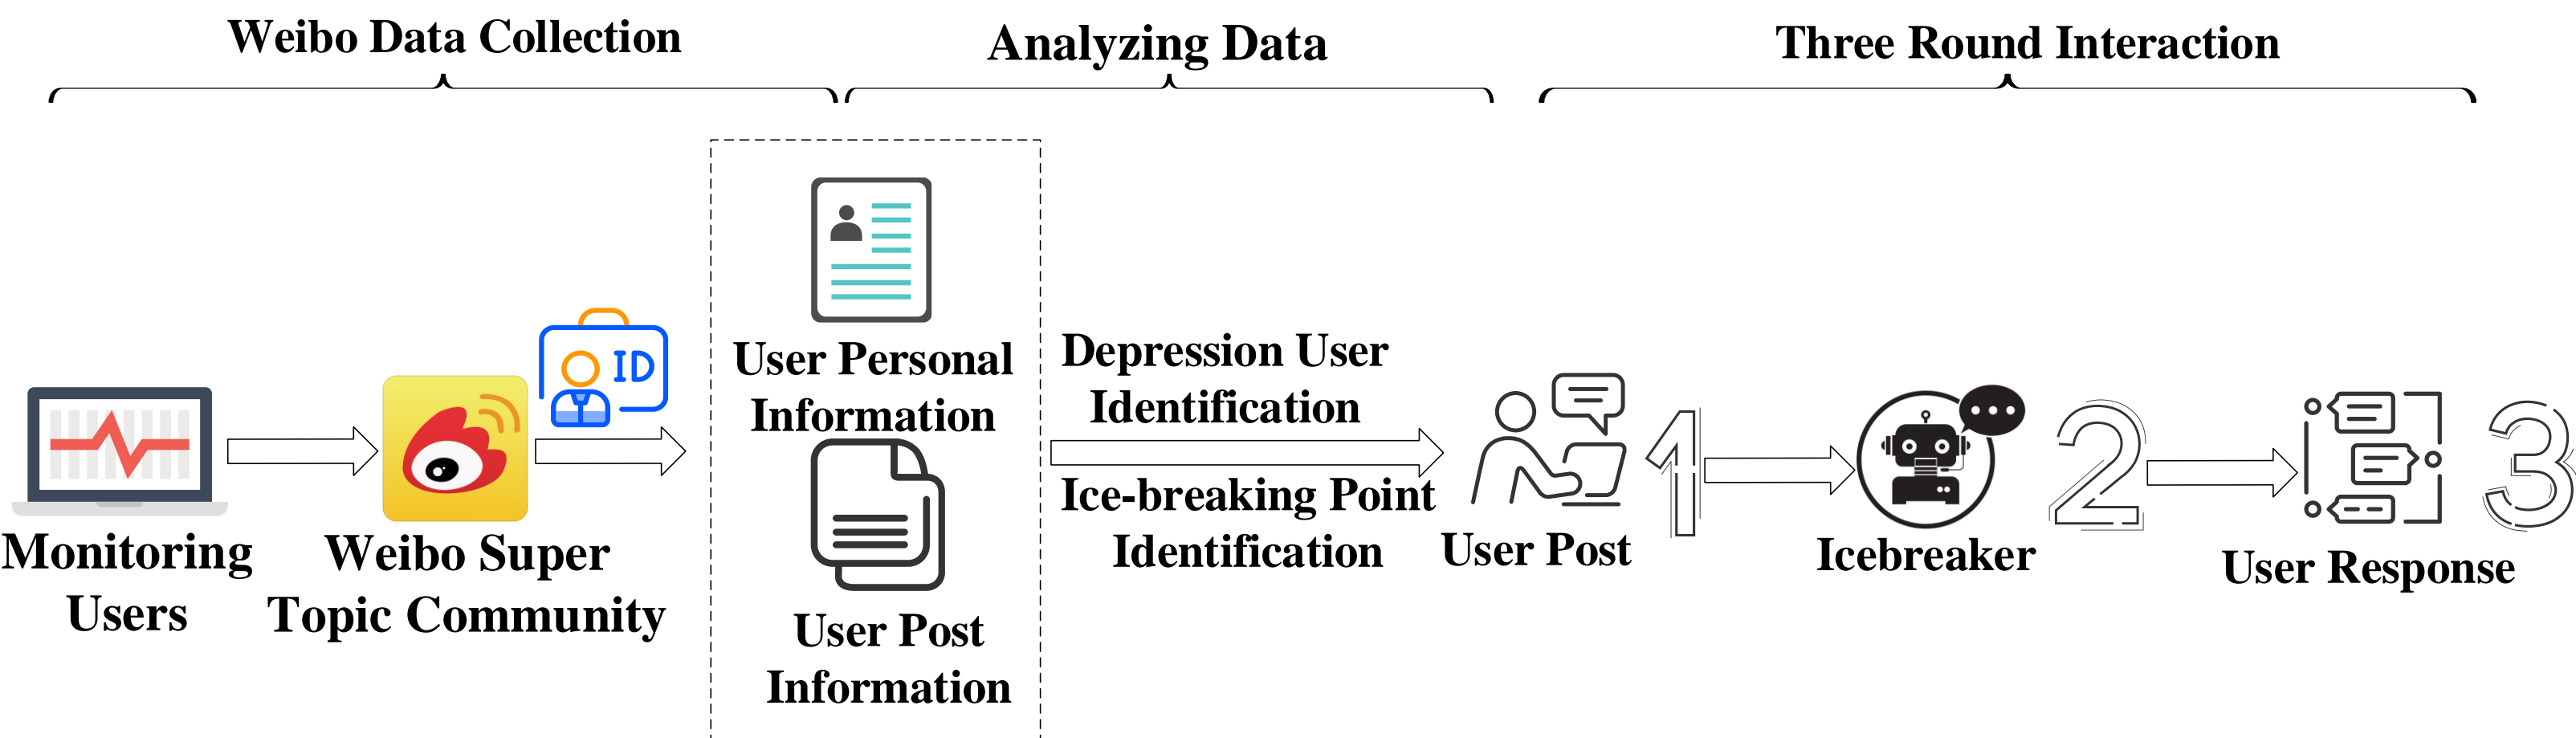 Weibo Data Collection
Analyzing Data
Three Round Interaction
Monitoring
Users
Weibo Super
Topic Community
ID
User Personal
Information
User Post
Information
Depression User
Identification
Ice-breaking Point
Identification
User Post
1
Icebreaker
2
User Response
3